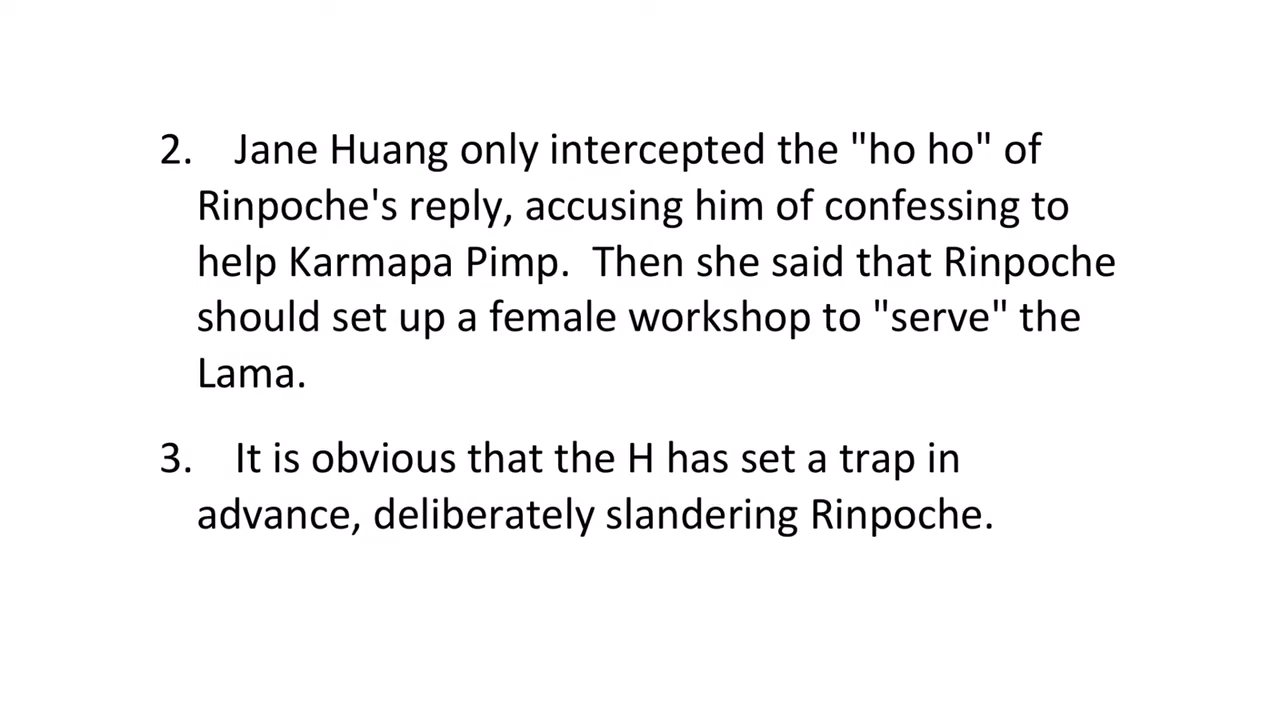 2. Jane Huang only intercepted the "ho ho" of
Rinpoche's reply, accusing him of confessing to
help Karmapa Pimp.  Then she said that Rinpoche
should set up a female workshop to "serve" the
Lama.
3. It is obvious that the H has set a trap in
advance, deliberately slandering Rinpoche.